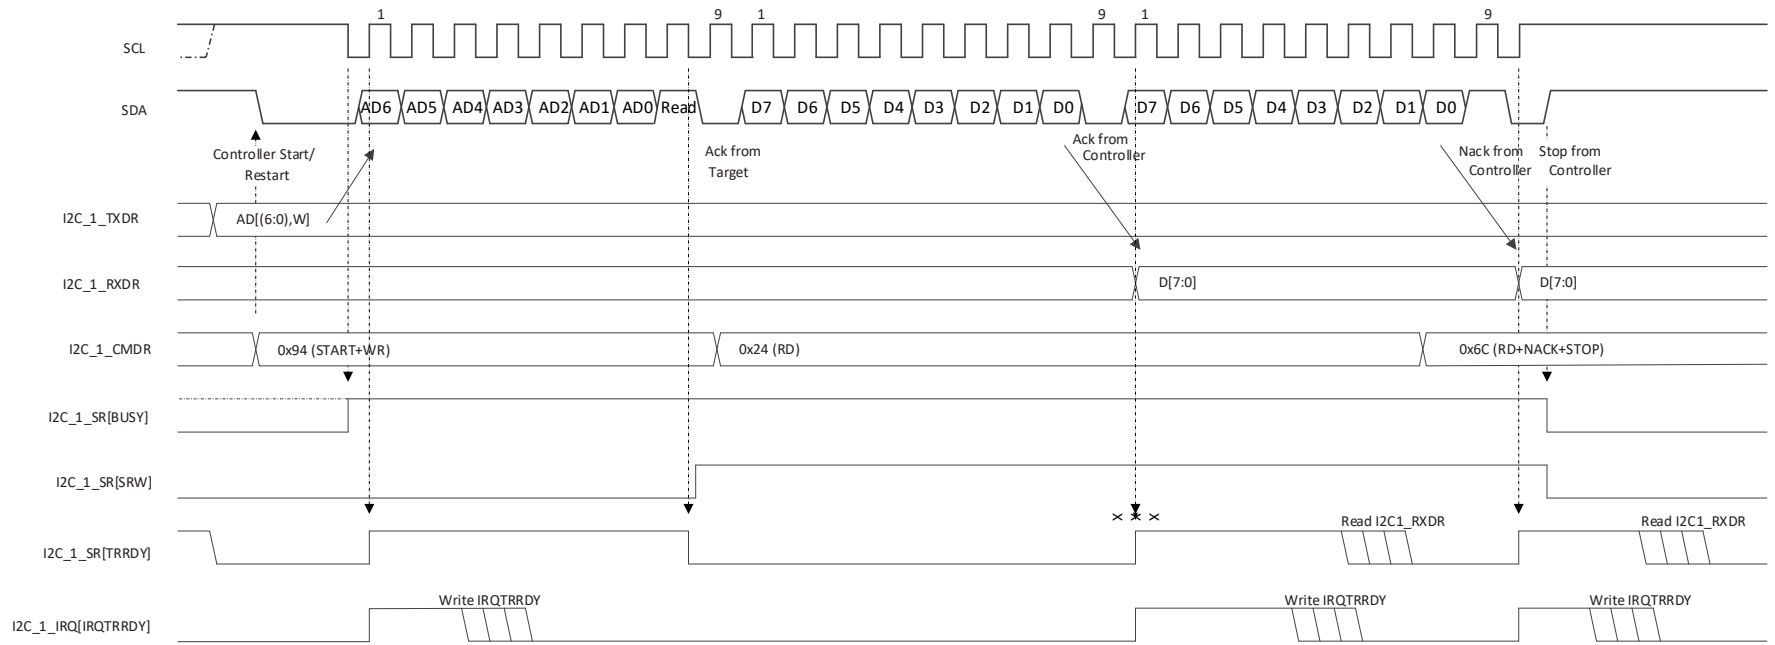 1 9 1 9 1 9
SCL
SDA AD6 AD5 AD4 AD3 AD2 AD1 AD0 Read D7 D6 D5 D4 D3 D2 D1 D0 D7 D6 D5 D4 D3 D2 D1 D0
Controller Start/
Restart
Ack from
Target
Ack from
Controller
Nack from
Controller
Stop from
Controller
I2C_1_TXDR AD[(6:0),W]
I2C_1_RXDR D[7:0] D[7:0]
I2C_1_CMDR 0x94 (START+WR) 0x24 (RD) 0x6C (RD+NACK+STOP)
I2C_1_SR[BUSY]
I2C_1_SR[SRW]
X X X
Read I2C1_RXDR Read I2C1_RXDR
I2C_1_SR[TRRDY]
Write IRQTRRDY Write IRQTRRDY Write IRQTRRDY
I2C_1_IRQ[IRQTRRDY]